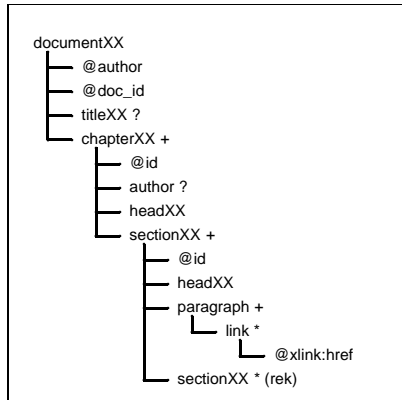 documentXX
@author
@doc_id
titleXX ?
chapterXX +
@id
author ?
headXX
sectionXX +
@id
headXX
paragraph +
link *
@xlink:href
sectionXX * (rek)